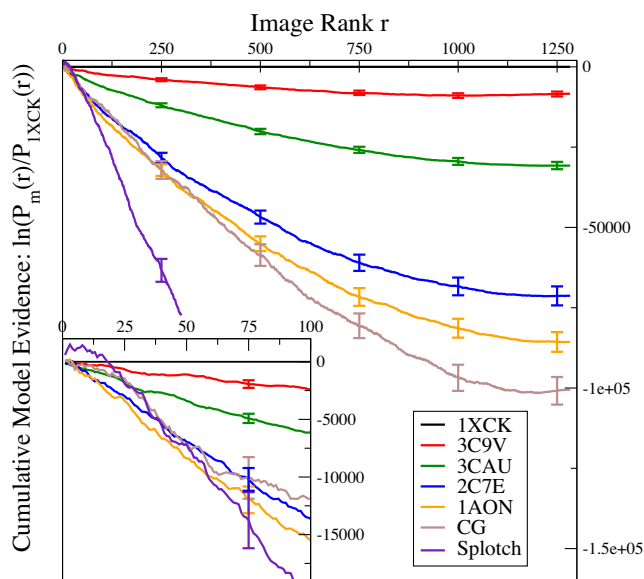 Image Rank r
0 250 500 750 1000 1250
Cumulative Model Evidence: ln(P_m(r)/P_1XCK(r))
0
-50000
-1e+05
-1.5e+05
0 25 50 75 100
0
-5000
-10000
-15000
1XCK
3C9V
3CAU
2C7E
1AON
CG
Splotch